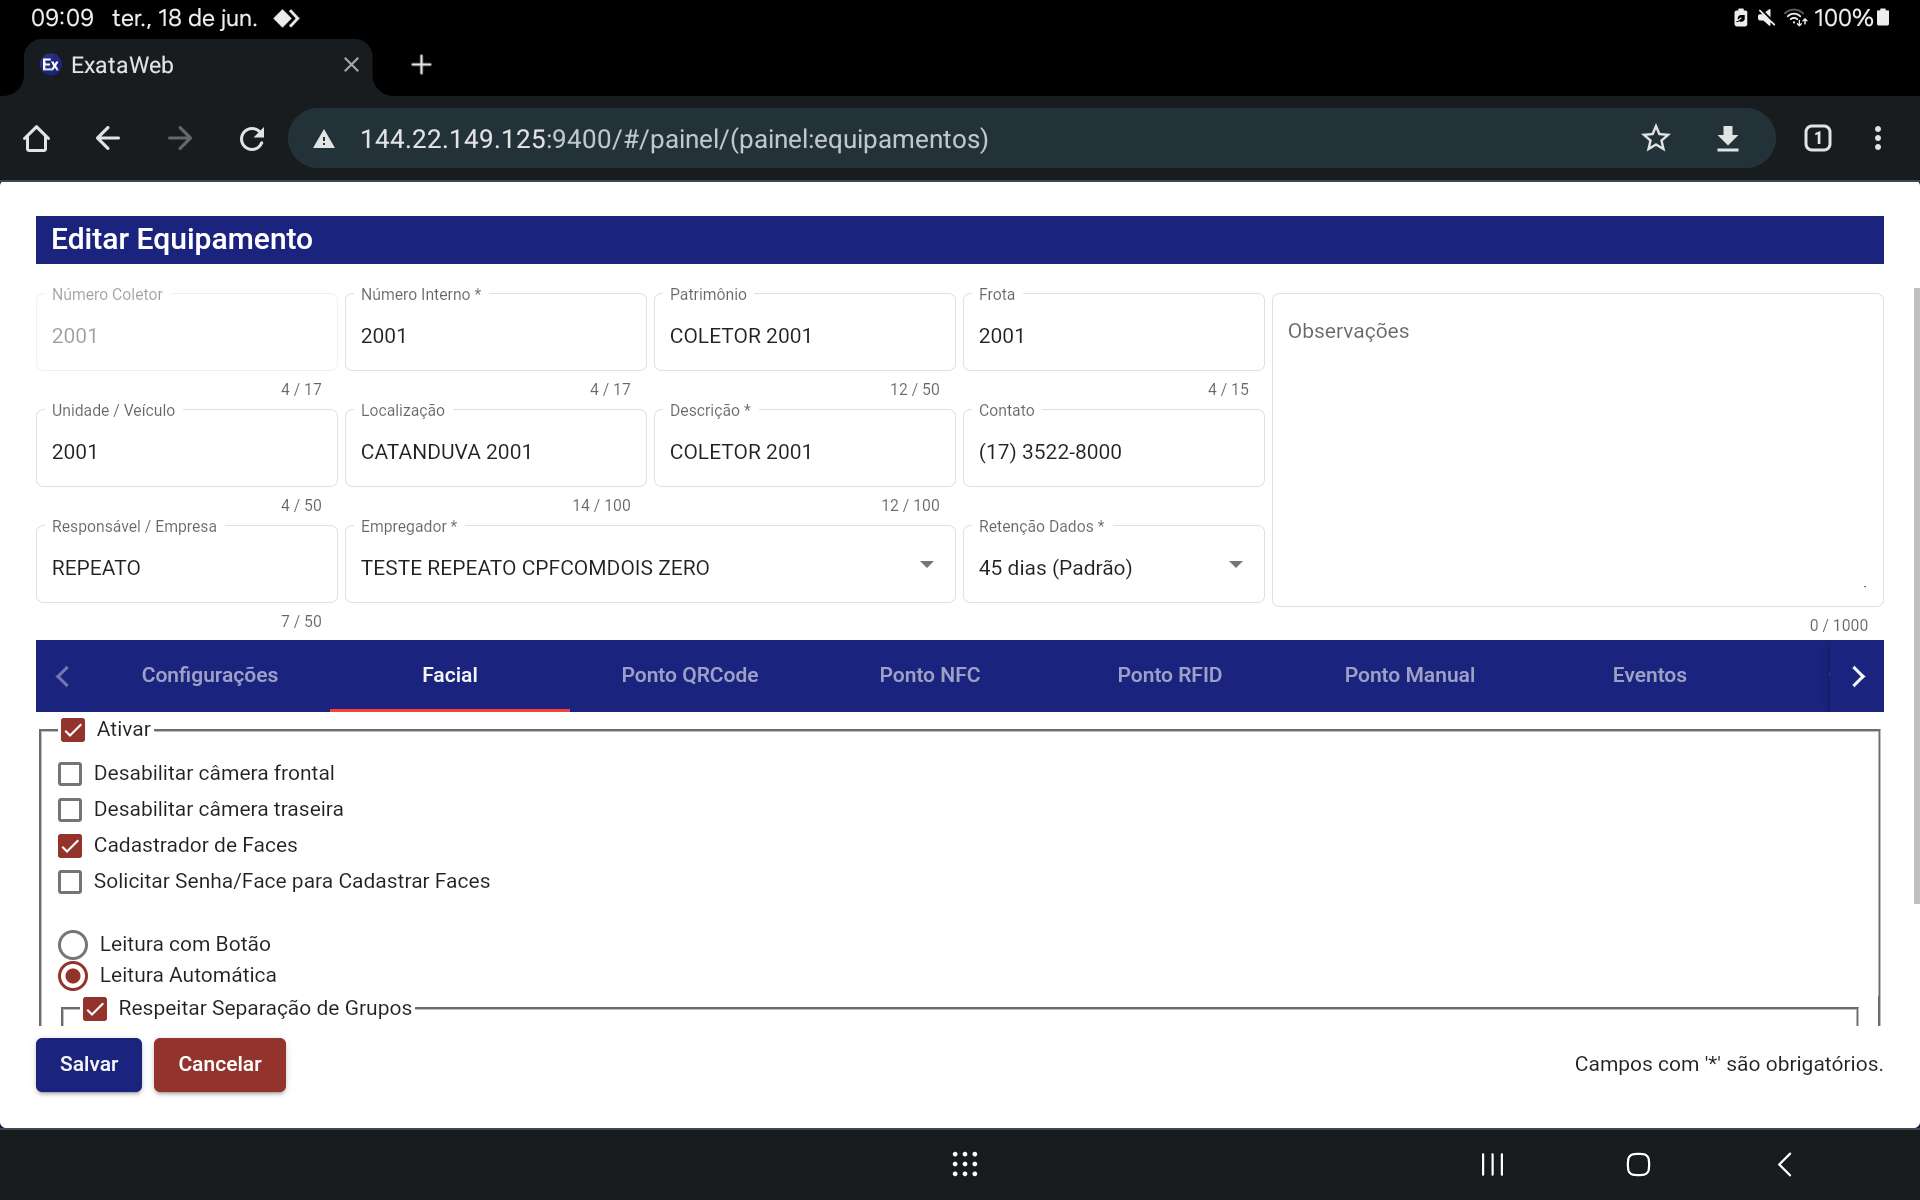 09:09 ter., 18 de jun.
100%
Ex ExataWeb
144.22.149.125:9400/#/painel/(painel:equipamentos)
1
Editar Equipamento
Número Coletor
2001
4 / 17
Número Interno *
2001
4 / 17
Patrimônio
COLETOR 2001
12 / 50
Frota
2001
4 / 15
Observações
0 / 1000
Unidade / Veículo
2001
4 / 50
Localização
CATANDUVA 2001
14 / 100
Descrição *
COLETOR 2001
12 / 100
Contato
(17) 3522-8000
Responsável / Empresa
REPEATO
7 / 50
Empregador *
TESTE REPEATO CPFCOMDOIS ZERO
Retenção Dados *
45 dias (Padrão)
Configurações Facial Ponto QRCode Ponto NFC Ponto RFID Ponto Manual Eventos
Ativar
Desabilitar câmera frontal
Desabilitar câmera traseira
Cadastrador de Faces
Solicitar Senha/Face para Cadastrar Faces
Leitura com Botão
Leitura Automática
Respeitar Separação de Grupos
Salvar Cancelar
Campos com '*' são obrigatórios.